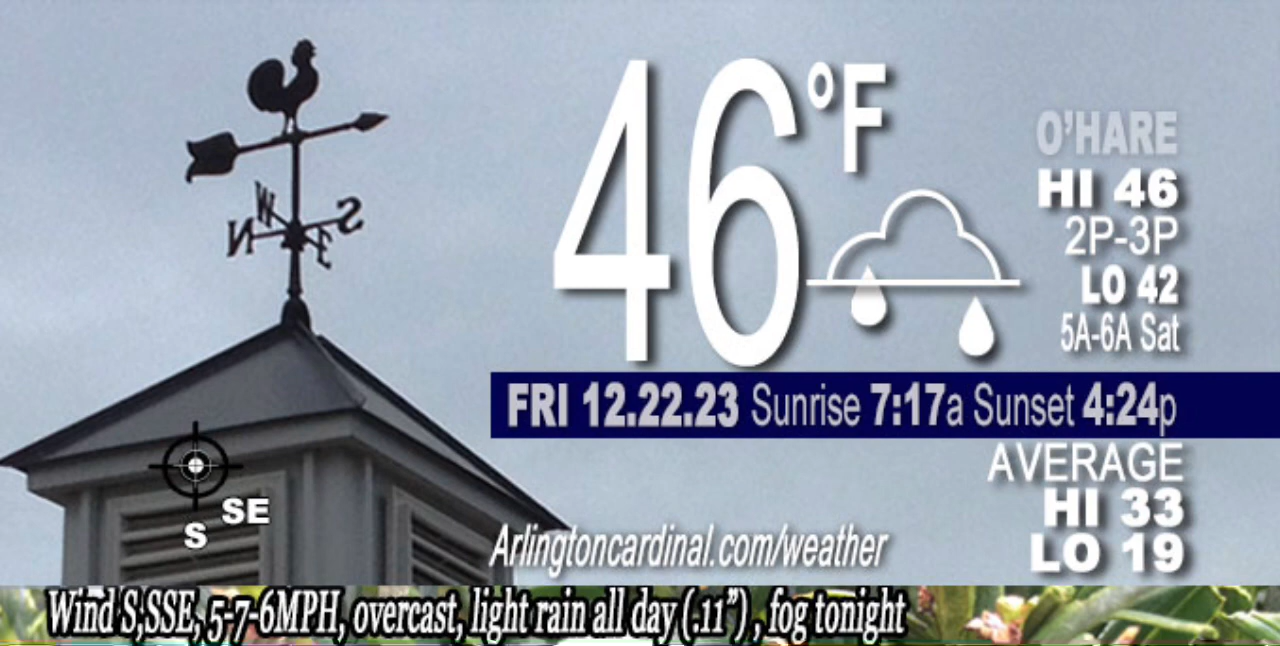 46°F
O'HARE
HI 46
2P-3P
LO 42
5A-6A Sat
FRI 12.22.23 Sunrise 7:17a Sunset 4:24p
AVERAGE
HI 33
LO 19
N W S E
SE
S
Arlingtoncardinal.com/weather
Wind S,SSE, 5-7-6MPH, overcast, light rain all day (.11") , fog tonight